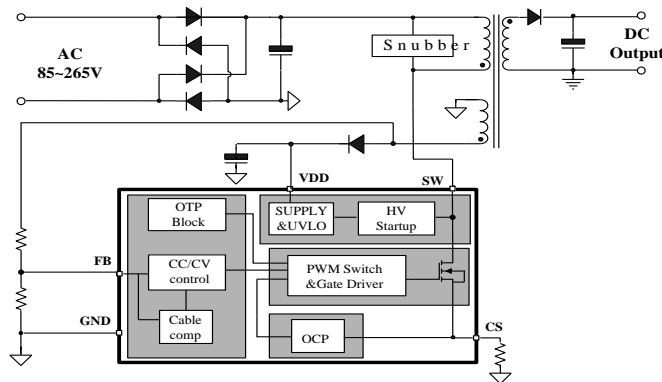 AC
85~265V
Snubber
DC
Output
VDD
SW
OTP
Block
SUPPLY
&UVLO
HV
Startup
FB
CC/CV
control
PWM Switch
&Gate Driver
GND
Cable
comp
OCP
CS